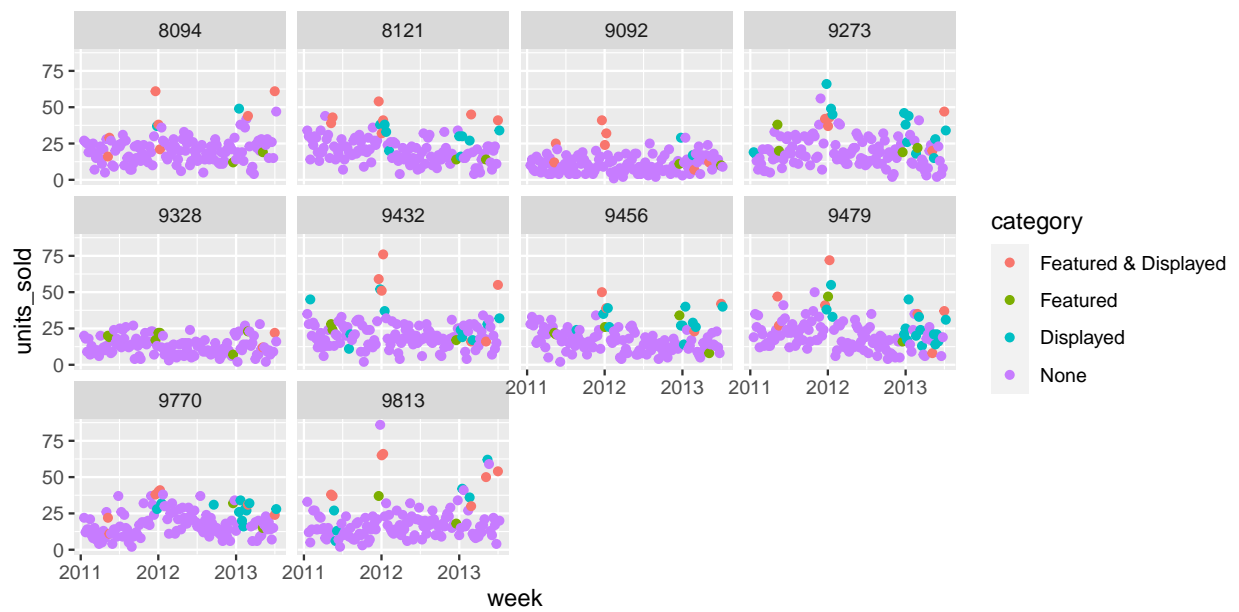 8094 8121 9092 9273
75
50
25
0
9328 9432 9456 9479
75
50
25
0
2011 2012 2013 2011 2012 2013
9770 9813
75
50
25
0
2011 2012 2013 2011 2012 2013
week
units_sold
category
Featured & Displayed
Featured
Displayed
None